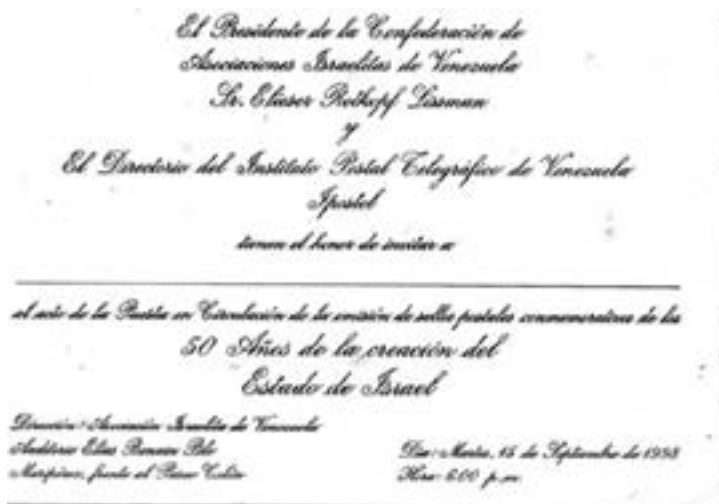 El Presidente de la Confederación de
Asociaciones Israelitas de Venezuela
Sr. Elieser Rotkopf Lissman
y
El Directorio del Instituto Postal Telegráfico de Venezuela
Ipostel
tienen el honor de invitar a
al acto de la Puesta en Circulación de la emisión de sellos postales conmemorativa de los
50 Años de la creación del
Estado de Israel
Dirección: Asociación Israelita de Venezuela
Auditorio Elías Benaim Pilo
Maripérez, frente al Paseo Colón
Día: Martes, 15 de Septiembre de 1998
Hora: 6:00 p.m.